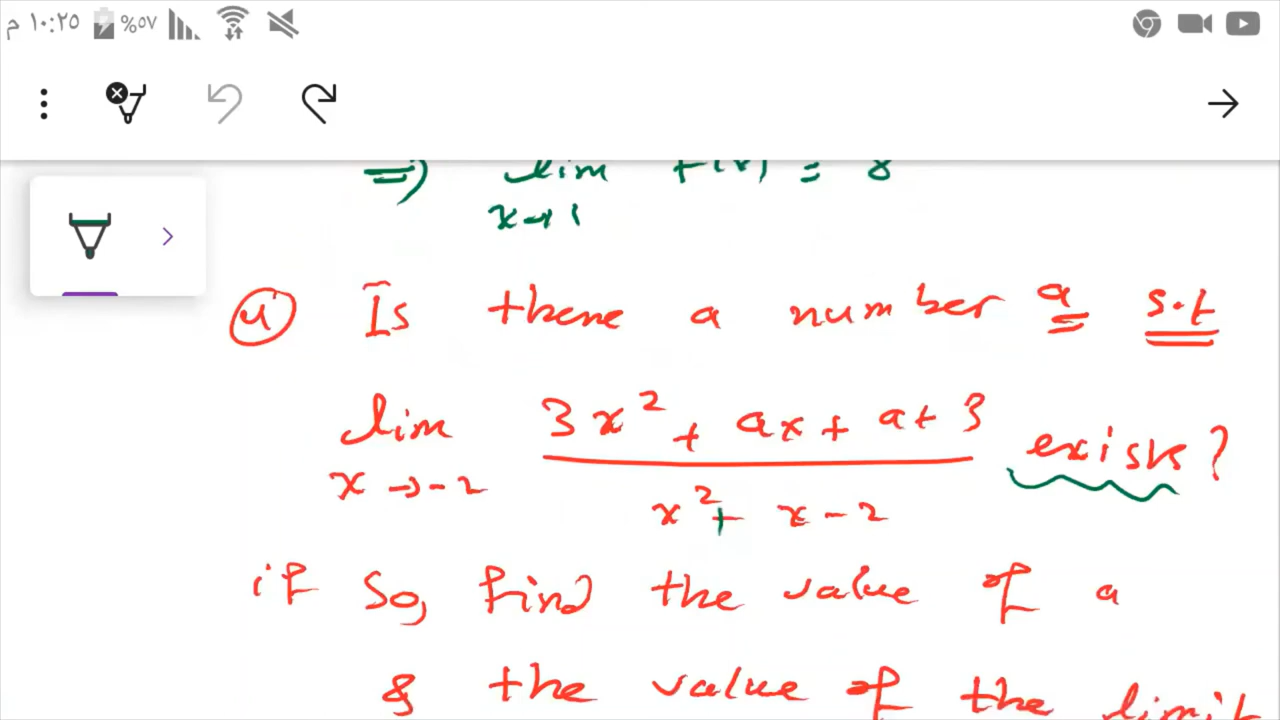 م ١٠:٢٥ %٥٧
=> lim f(x) = 8
x→1
④ Is there a number a s.t
lim 3x² + ax + a + 3 exists?
x→-2 x² + x - 2
if so, find the value of a
& the value of the limit